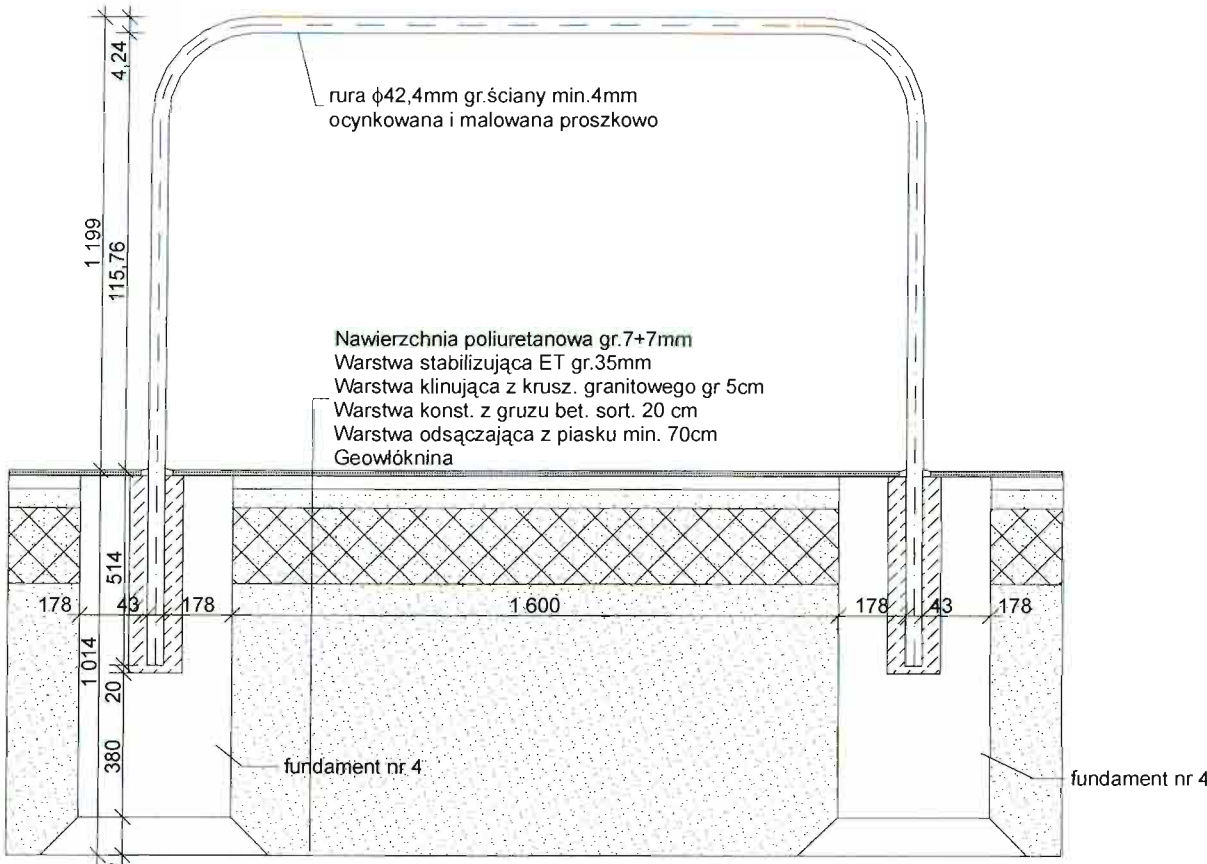 4,24
1 199
115,76
rura ϕ42,4mm gr.ściany min.4mm
ocynkowana i malowana proszkowo
Nawierzchnia poliuretanowa gr.7+7mm
Warstwa stabilizująca ET gr.35mm
Warstwa klinująca z krusz. granitowego gr 5cm
Warstwa konst. z gruzu bet. sort. 20 cm
Warstwa odsączająca z piasku min. 70cm
Geowłóknina
514
178 43 178 1 600 178 43 178
1 014
20
380
fundament nr 4
fundament nr 4